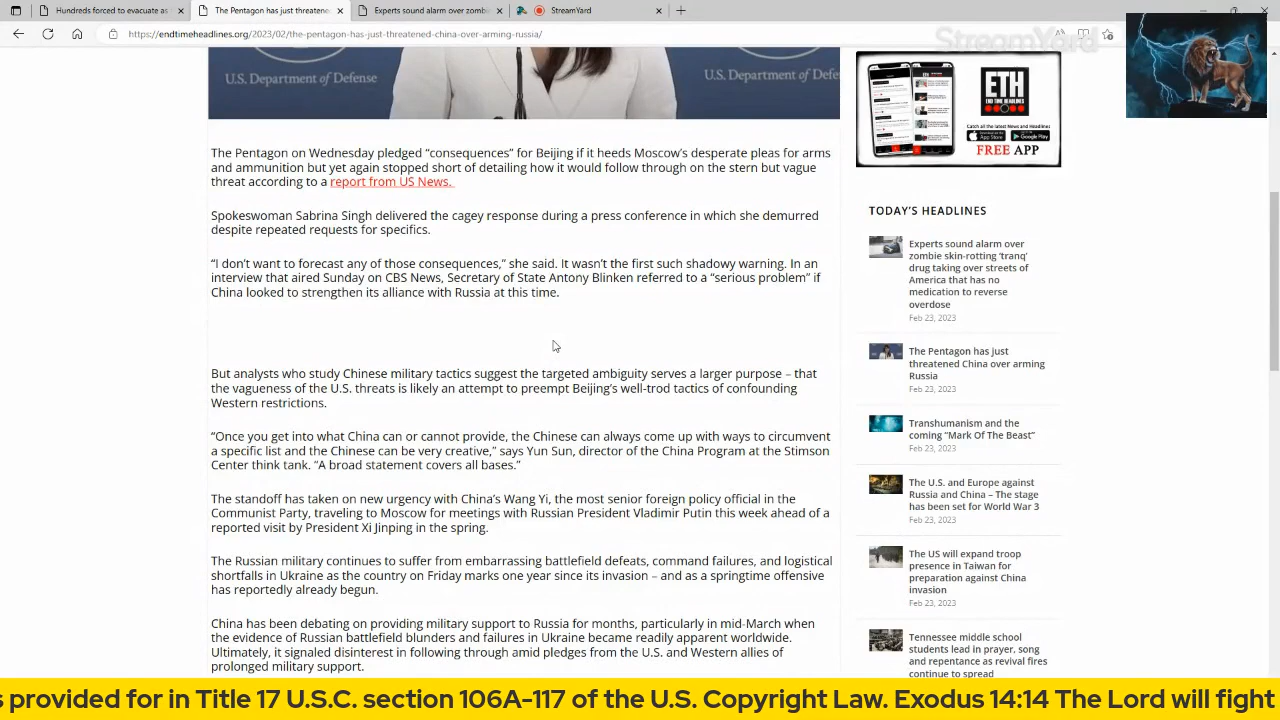 Hundreds forced to evacuate as
The Pentagon has just threatene
Experts sound alarm over zombi
StreamYard
https://endtimeheadlines.org/2023/02/the-pentagon-has-just-threatened-china-over-arming-russia/
StreamYard
U.S. Department of Defense
U.S. Department of Defe
The Pentagon on Wednesday pledged “consequences” for Beijing if it heeds Moscow’s desperate pleas for arms
and ammunition but yet again stopped short of detailing how it would follow through on the stern but vague
threat according to a report from US News.
Spokeswoman Sabrina Singh delivered the cagey response during a press conference in which she demurred
despite repeated requests for specifics.
“I don’t want to forecast any of those consequences,” she said. It wasn’t the first such shadowy warning. In an
interview that aired Sunday on CBS News, Secretary of State Antony Blinken referred to a “serious problem” if
China looked to strengthen its alliance with Russia at this time.
But analysts who study Chinese military tactics suggest the targeted ambiguity serves a larger purpose – that
the vagueness of the U.S. threats is likely an attempt to preempt Beijing’s well-trod tactics of confounding
Western restrictions.
“Once you get into what China can or cannot provide, the Chinese can always come up with ways to circumvent
a specific list and the Chinese can be very creative,” says Yun Sun, director of the China Program at the Stimson
Center think tank. “A broad statement covers all bases.”
The standoff has taken on new urgency with China’s Wang Yi, the most senior foreign policy official in the
Communist Party, traveling to Moscow for meetings with Russian President Vladimir Putin this week ahead of a
reported visit by President Xi Jinping in the spring.
The Russian military continues to suffer from embarrassing battlefield defeats, command failures, and logistical
shortfalls in Ukraine as the country on Friday marks one year since its invasion – and as a springtime offensive
has reportedly already begun.
China has been debating on providing military support to Russia for months, particularly in mid-March when
the evidence of Russian battlefield blunders and failures in Ukraine became readily apparent worldwide.
Ultimately, it signaled disinterest in following through amid pledges from the U.S. and Western allies of
prolonged military support.
ETH
END TIME HEADLINES
Catch all the latest News and Headlines
App Store
Google Play
FREE APP
TODAY’S HEADLINES
Experts sound alarm over
zombie skin-rotting ‘tranq’
drug taking over streets of
America that has no
medication to reverse
overdose
Feb 23, 2023
The Pentagon has just
threatened China over arming
Russia
Feb 23, 2023
Transhumanism and the
coming “Mark Of The Beast”
Feb 23, 2023
The U.S. and Europe against
Russia and China – The stage
has been set for World War 3
Feb 23, 2023
The US will expand troop
presence in Taiwan for
preparation against China
invasion
Feb 23, 2023
Tennessee middle school
students lead in prayer, song
and repentance as revival fires
continue to spread
s provided for in Title 17 U.S.C. section 106A-117 of the U.S. Copyright Law. Exodus 14:14 The Lord will fight